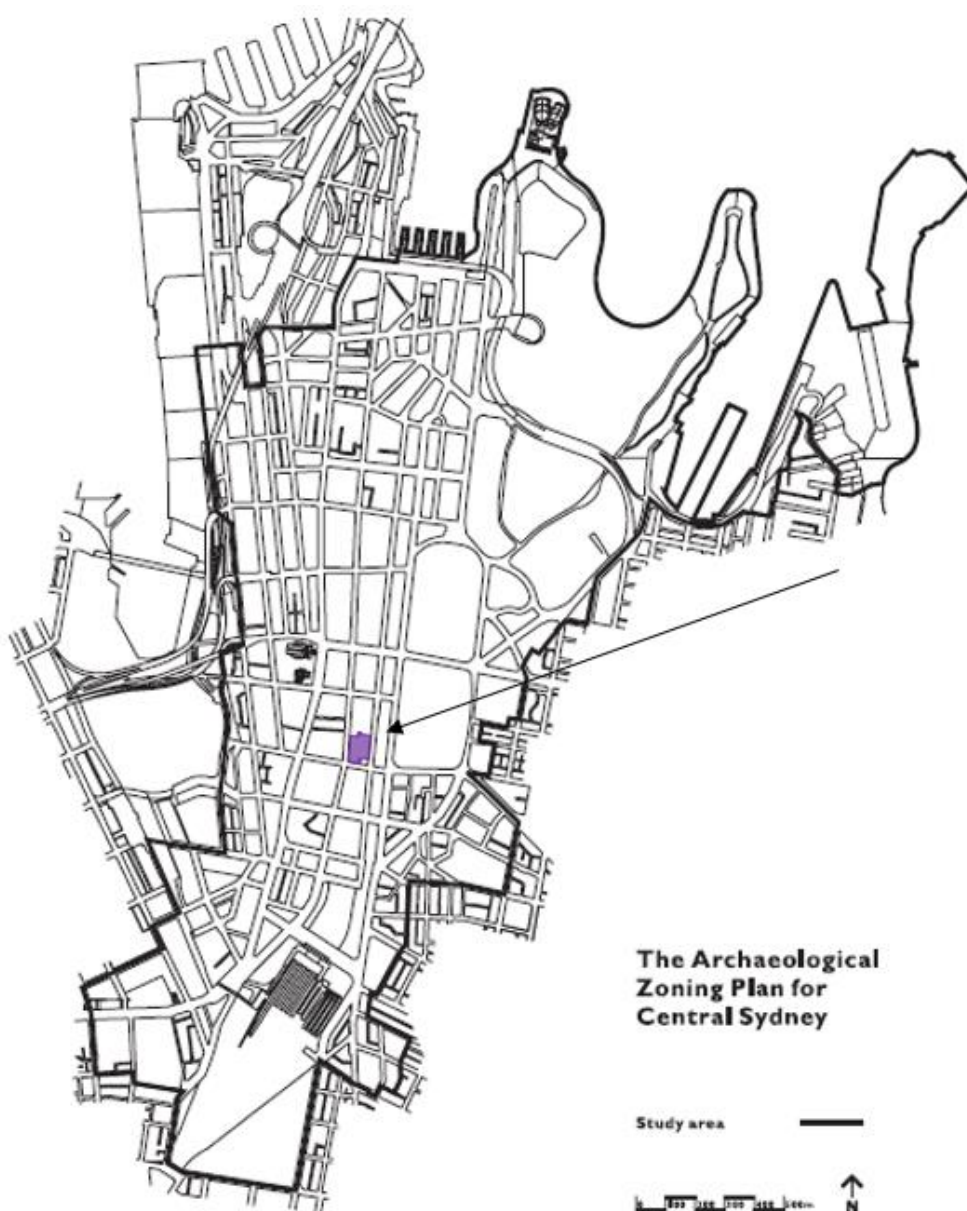 The Archaeological
Zoning Plan for
Central Sydney
Study area
N